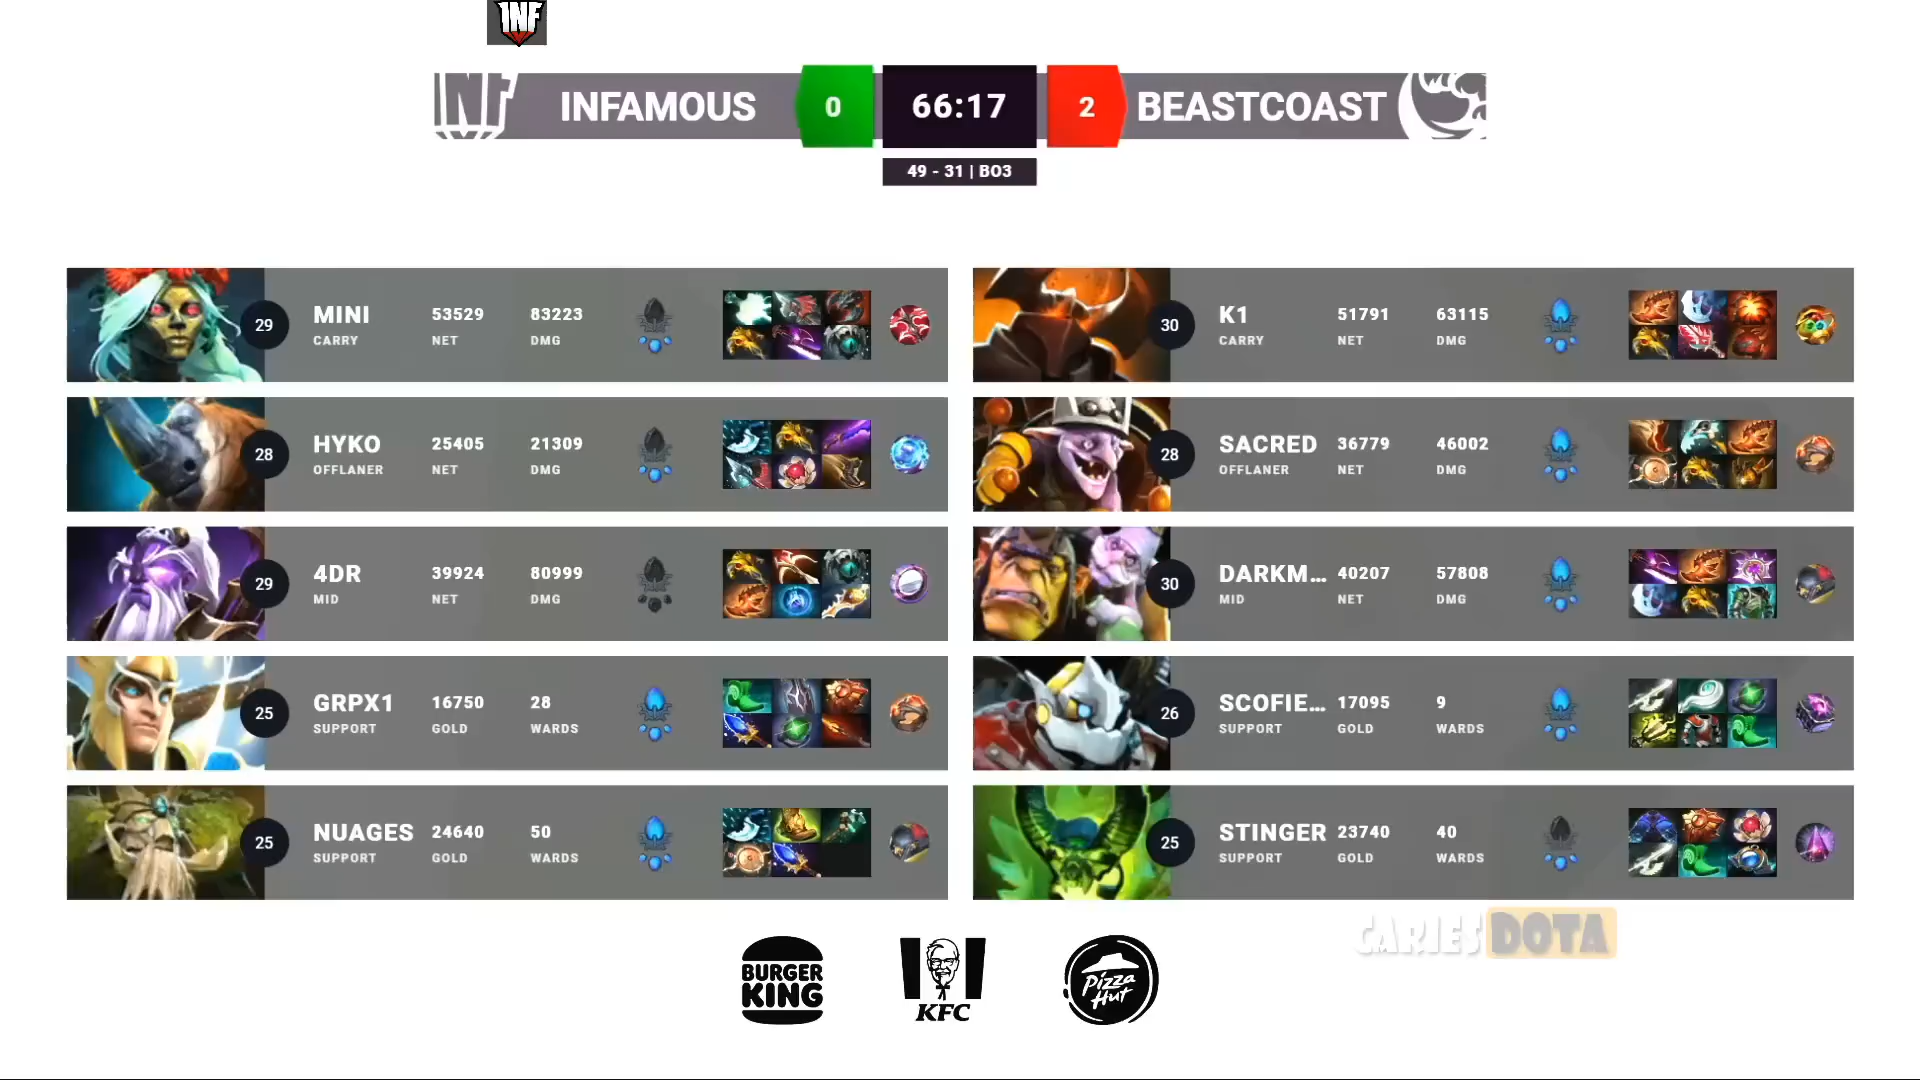 INF
INF
INFAMOUS 0 66:17 2 BEASTCOAST
49 - 31 | BO3
29 MINI 53529 83223
CARRY NET DMG
30 K1 51791 63115
CARRY NET DMG
28 HYKO 25405 21309
OFFLANER NET DMG
28 SACRED 36779 46002
OFFLANER NET DMG
29 4DR 39924 80999
MID NET DMG
30 DARKM... 40207 57808
MID NET DMG
25 GRPX1 16750 28
SUPPORT GOLD WARDS
26 SCOFIE... 17095 9
SUPPORT GOLD WARDS
25 NUAGES 24640 50
SUPPORT GOLD WARDS
25 STINGER 23740 40
SUPPORT GOLD WARDS
CARIES DOTA
BURGER
KING
KFC
Pizza
Hut